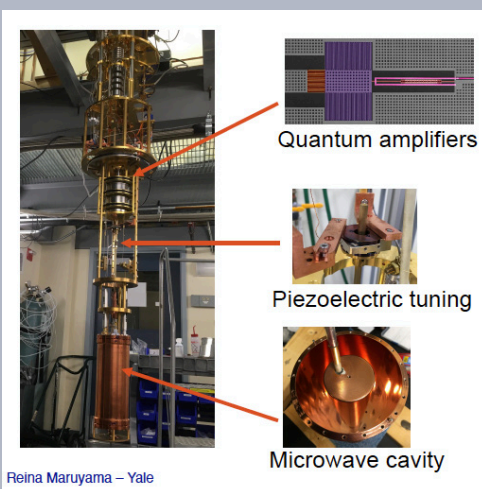 Quantum amplifiers
Piezoelectric tuning
Microwave cavity
Reina Maruyama – Yale